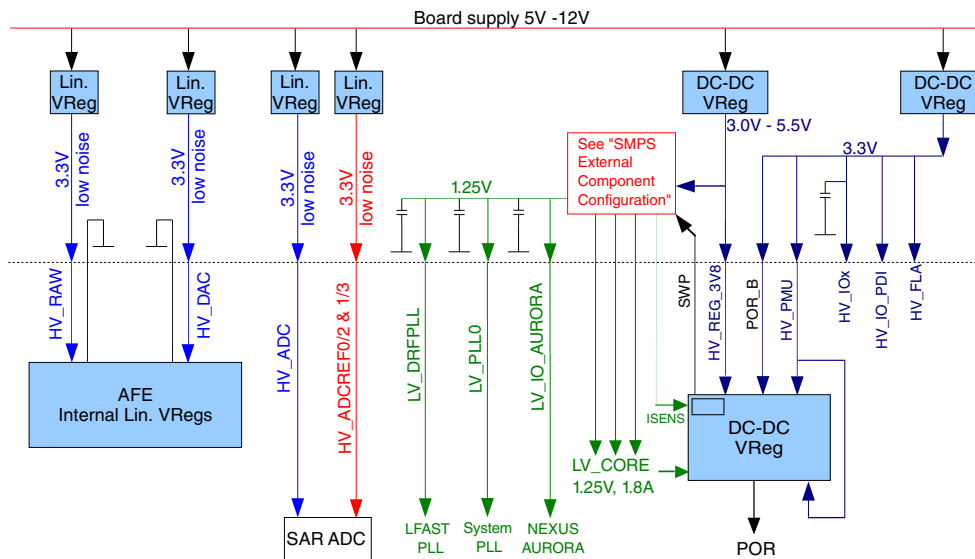 Board supply 5V -12V
Lin.
VReg
Lin.
VReg
Lin.
VReg
Lin.
VReg
DC-DC
VReg
DC-DC
VReg
3.3V
low noise
3.3V
low noise
3.3V
low noise
3.3V
low noise
3.0V - 5.5V
3.3V
See "SMPS
External
Component
Configuration"
1.25V
HV_RAW
HV_DAC
HV_ADC
HV_ADCREF0/2 & 1/3
LV_DRFPLL
LV_PLL0
LV_IO_AURORA
SWP
HV_REG_3V8
POR_B
HV_PMU
HV_IOx
HV_IO_PDI
HV_FLA
AFE
Internal Lin. VRegs
ISENS
DC-DC
VReg
LV_CORE
1.25V, 1.8A
SAR ADC
LFAST
PLL
System
PLL
NEXUS
AURORA
POR